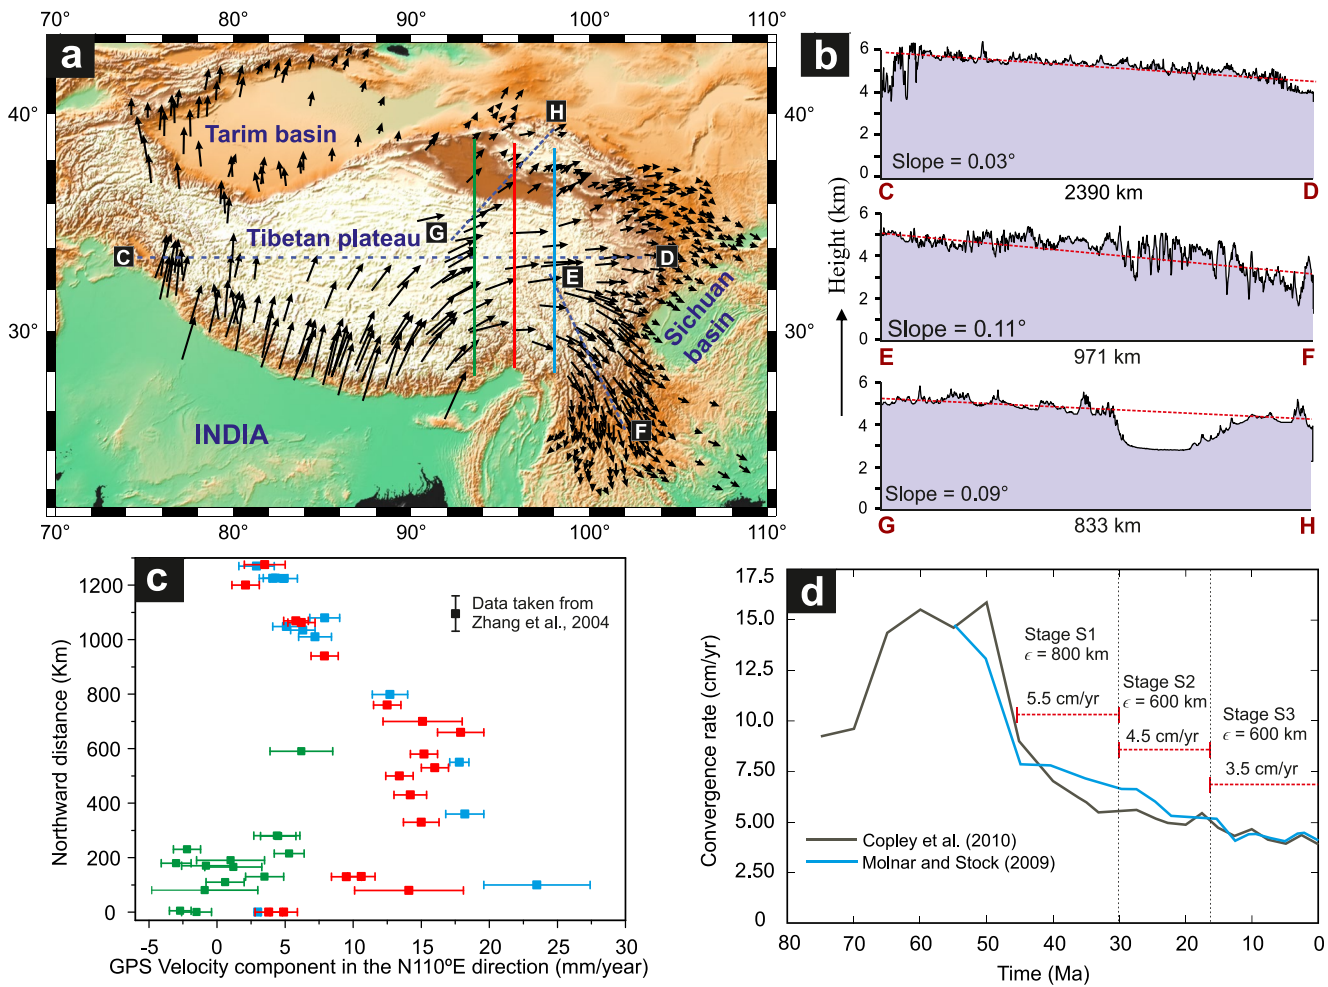 70°
80°
90°
100°
110°
a
40°
40°
H
Tarim basin
G
Tibetan plateau
C
D
E
30°
30°
Sichuan
basin
INDIA
F
70°
80°
90°
100°
110°
b
6
4
2
0
Slope = 0.03°
C
2390 km
D
6
4
2
0
Slope = 0.11°
E
971 km
F
6
4
2
0
Slope = 0.09°
G
833 km
H
Height (km)
c
Data taken from
Zhang et al., 2004
1200
1000
800
600
400
200
0
Northward distance (Km)
-5
0
5
10
15
20
25
30
GPS Velocity component in the N110ºE direction (mm/year)
d
17.5
15.0
12.5
10.0
7.50
5.00
2.50
0
Convergence rate (cm/yr)
Stage S1
ϵ = 800 km
5.5 cm/yr
Stage S2
ϵ = 600 km
4.5 cm/yr
Stage S3
ϵ = 600 km
3.5 cm/yr
Copley et al. (2010)
Molnar and Stock (2009)
80
70
60
50
40
30
20
10
0
Time (Ma)